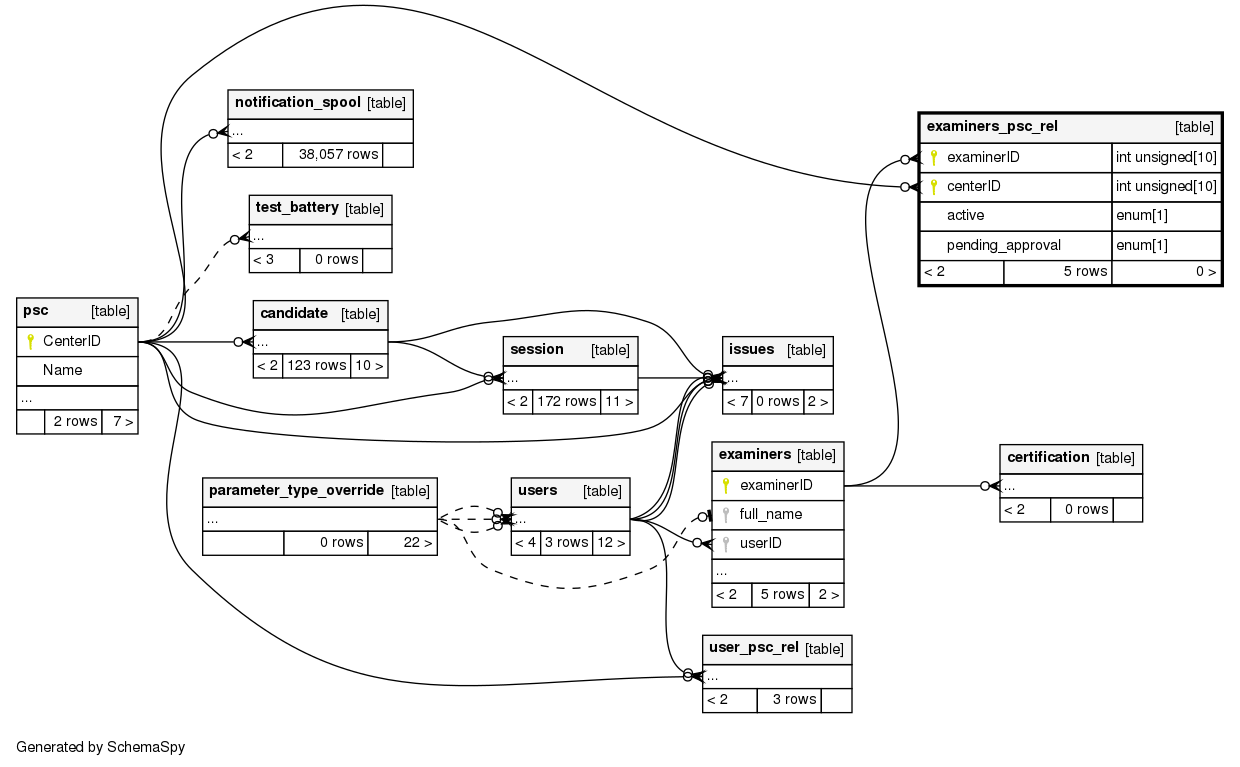 notification_spool [table]
...
< 2 38,057 rows
examiners_psc_rel [table]
examinerID int unsigned[10]
centerID int unsigned[10]
active enum[1]
pending_approval enum[1]
< 2 5 rows 0 >
test_battery [table]
...
< 3 0 rows
psc [table]
CenterID
Name
...
2 rows 7 >
candidate [table]
...
< 2 123 rows 10 >
session [table]
...
< 2 172 rows 11 >
issues [table]
...
< 7 0 rows 2 >
examiners [table]
examinerID
full_name
userID
...
< 2 5 rows 2 >
certification [table]
...
< 2 0 rows
parameter_type_override [table]
...
0 rows 22 >
users [table]
...
< 4 3 rows 12 >
user_psc_rel [table]
...
< 2 3 rows
Generated by SchemaSpy